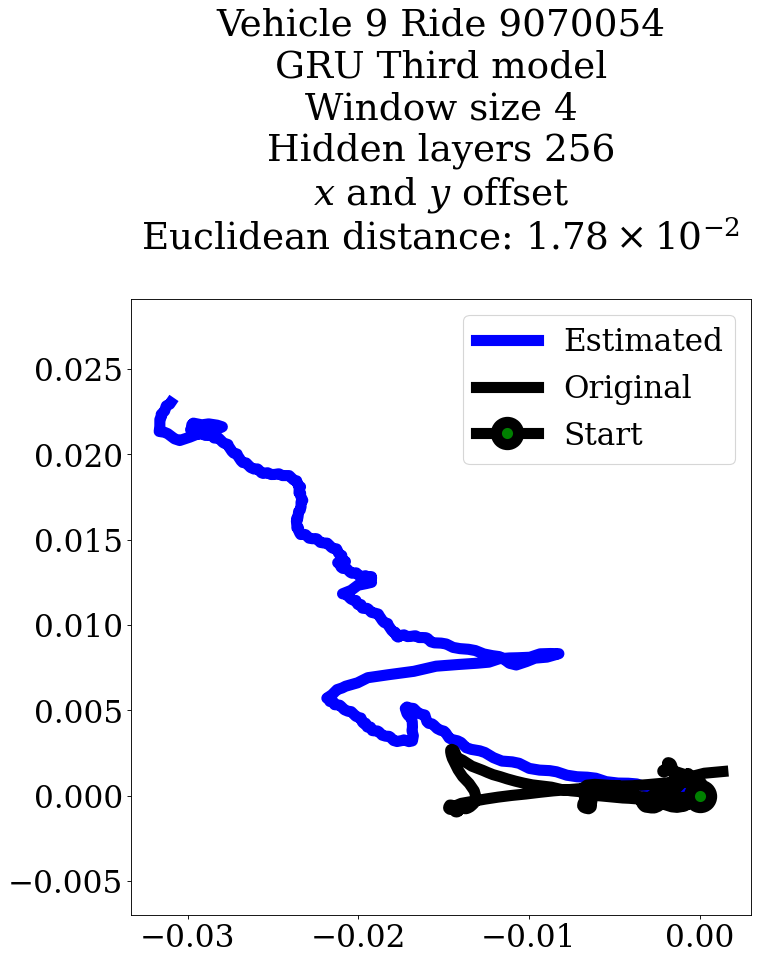 Vehicle 9 Ride 9070054
GRU Third model
Window size 4
Hidden layers 256
x and y offset
Euclidean distance: 1.78 × 10⁻²
Estimated
Original
Start
0.025
0.020
0.015
0.010
0.005
0.000
−0.005
−0.03
−0.02
−0.01
0.00